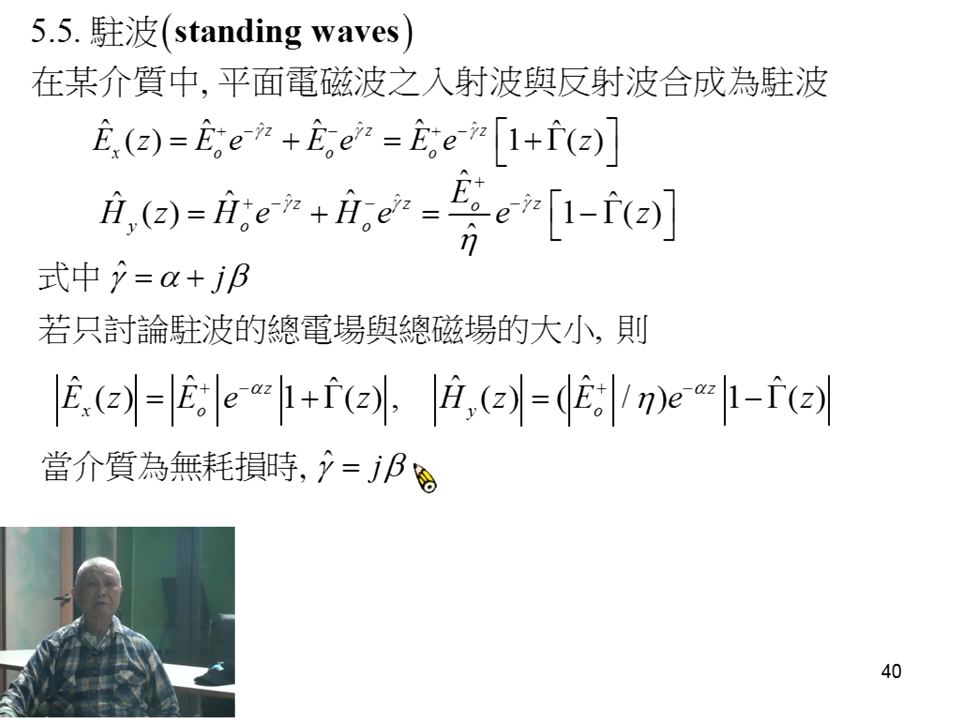 5.5. 駐波(standing waves)
在某介質中, 平面電磁波之入射波與反射波合成為駐波
Ê_x(z) = Ê_o^+ e^{-γ̂z} + Ê_o^- e^{γ̂z} = Ê_o^+ e^{-γ̂z} [1+Γ̂(z)]
Ĥ_y(z) = Ĥ_o^+ e^{-γ̂z} + Ĥ_o^- e^{γ̂z} = Ê_o^+/η̂ e^{-γ̂z} [1−Γ̂(z)]
式中 γ̂ = α + jβ
若只討論駐波的總電場與總磁場的大小, 則
|Ê_x(z)| = |Ê_o^+| e^{-αz} |1+Γ̂(z)|, |Ĥ_y(z)| = (|Ê_o^+| / η)e^{-αz} |1−Γ̂(z)|
當介質為無耗損時, γ̂ = jβ
40